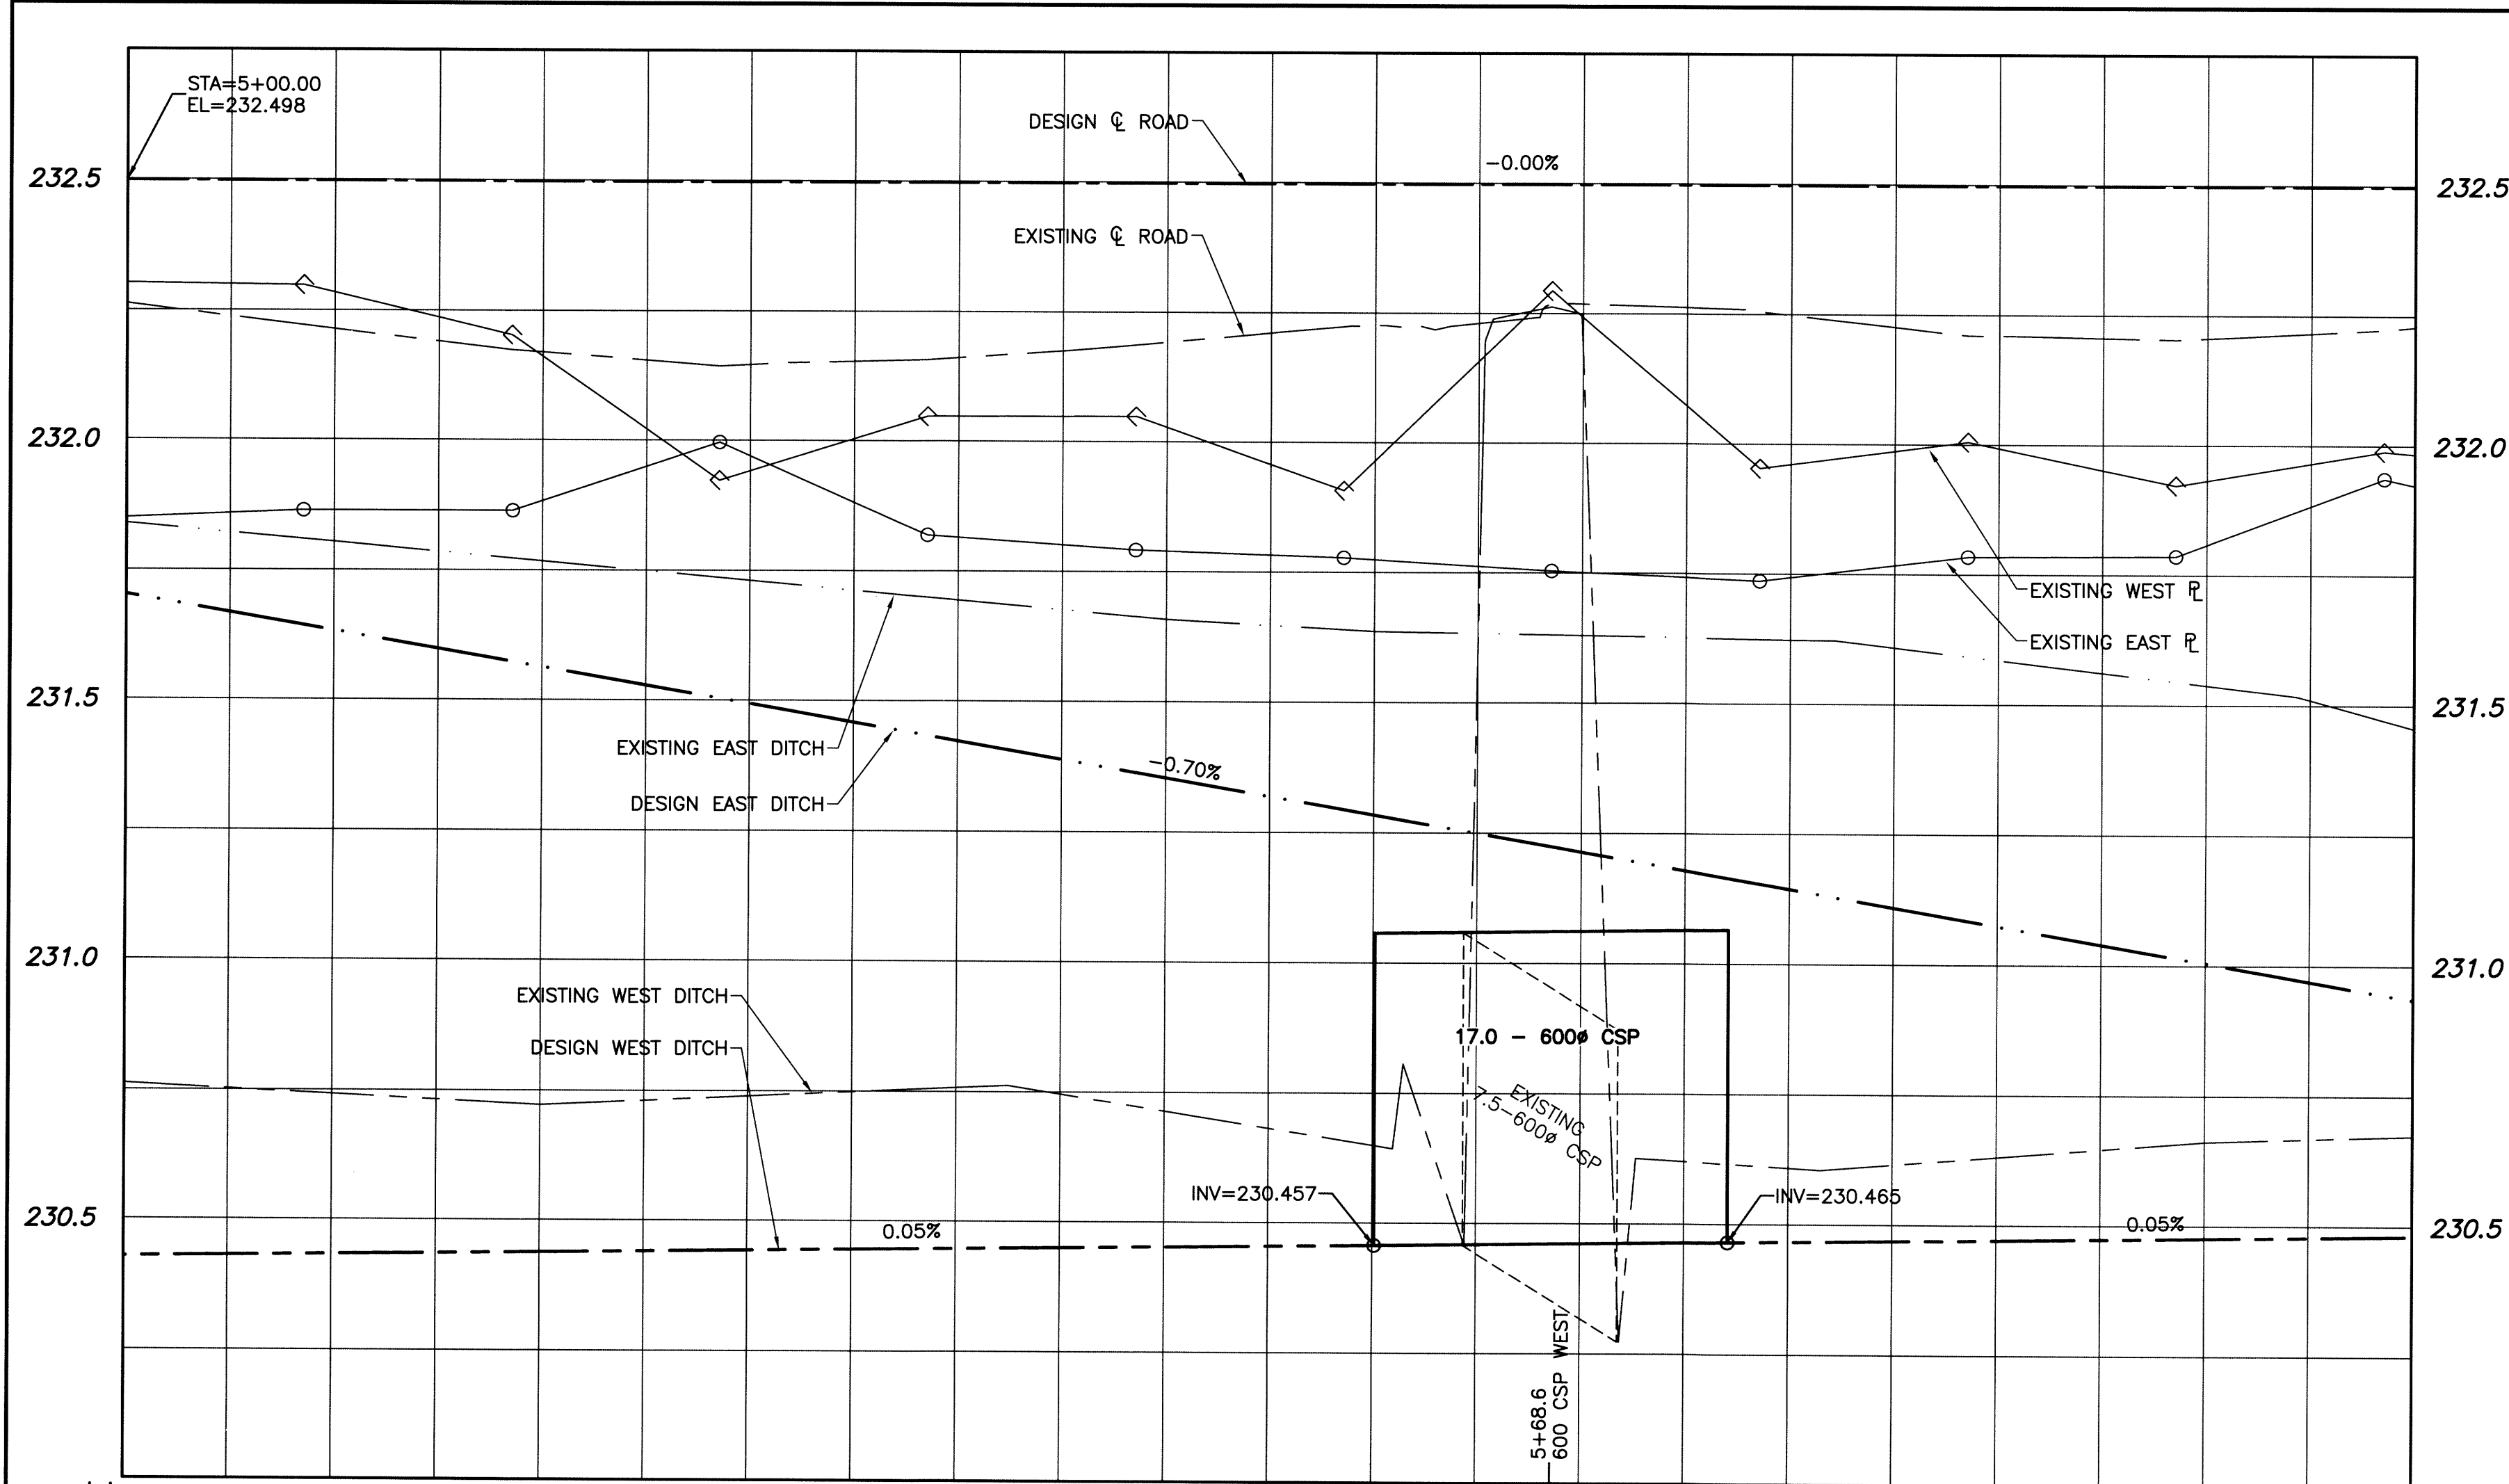 STA=5+00.00
EL=232.498
DESIGN ℄ ROAD
-0.00%
232.5
232.5
EXISTING ℄ ROAD
232.0
232.0
EXISTING WEST ⅊
EXISTING EAST ⅊
231.5
231.5
EXISTING EAST DITCH
-0.70%
DESIGN EAST DITCH
231.0
231.0
EXISTING WEST DITCH
17.0 - 600ø CSP
DESIGN WEST DITCH
EXISTING
7.5-600ø CSP
INV=230.457
INV=230.465
230.5
0.05%
0.05%
230.5
5+68.6
600 CSP WEST